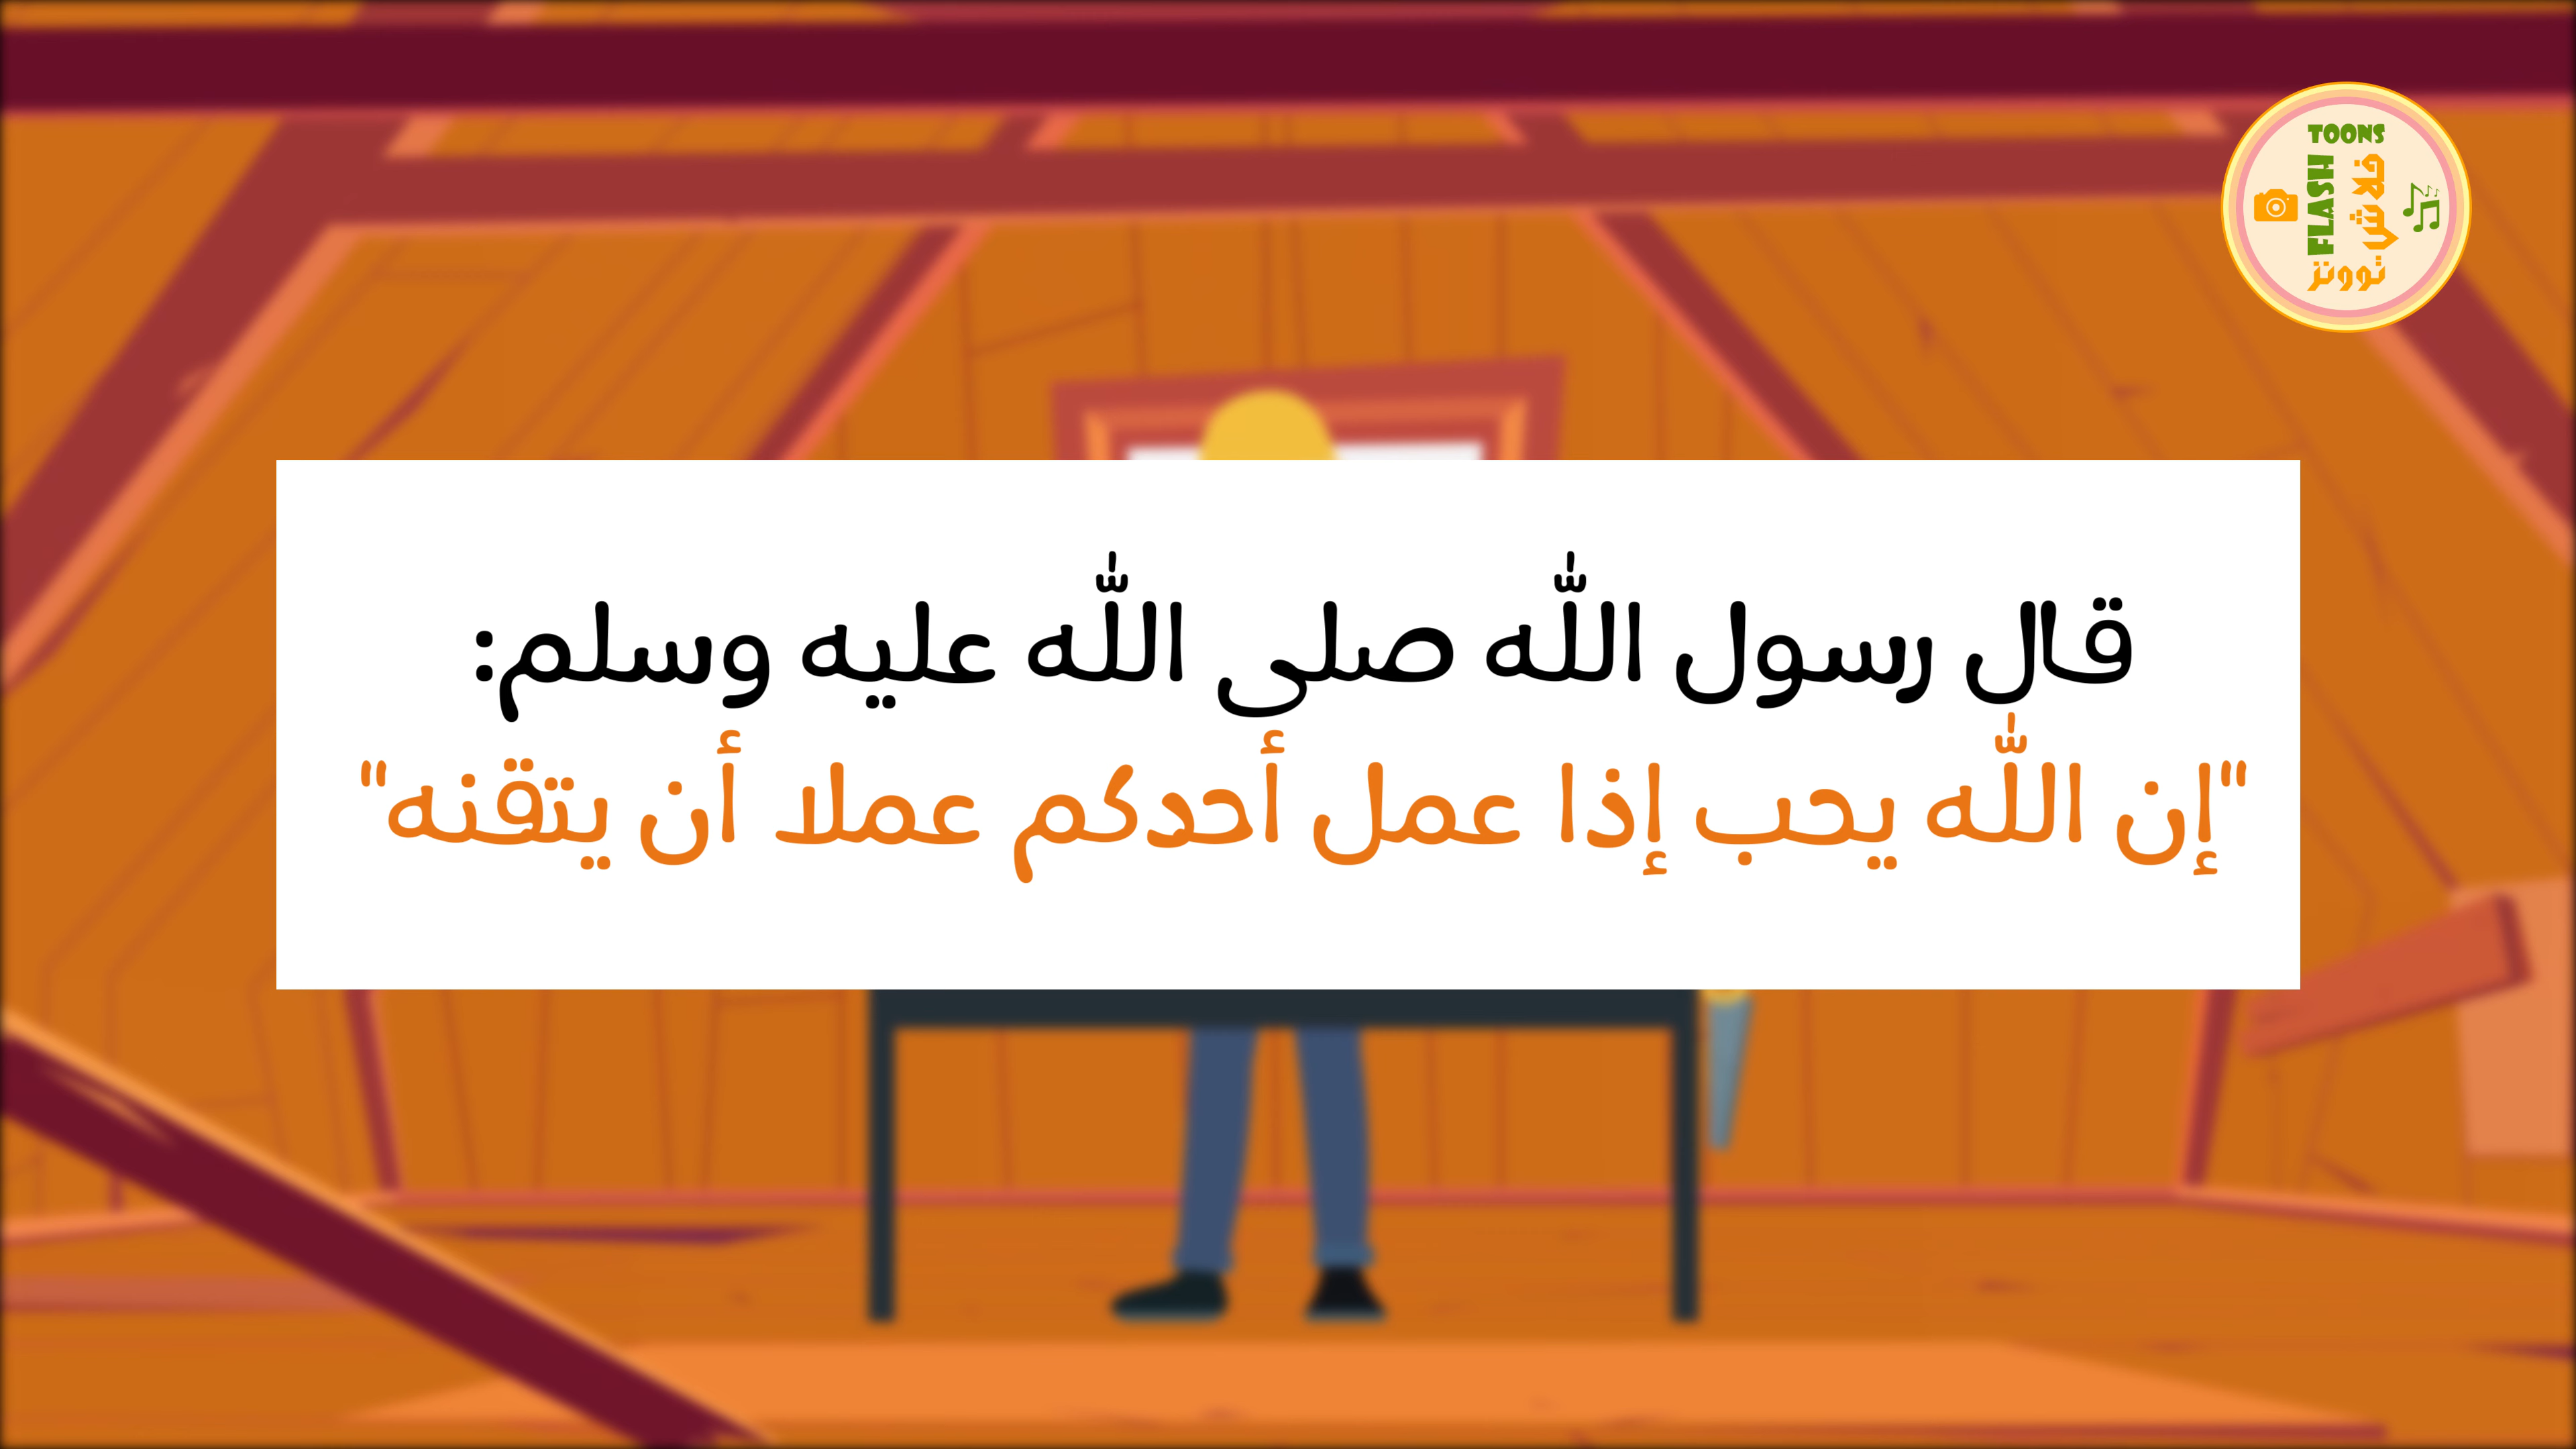 قال رسول الله صلى الله عليه وسلم:
"إن الله يحب إذا عمل أحدكم عملا أن يتقنه"
TOONS
FLASH
فلاش
توونز